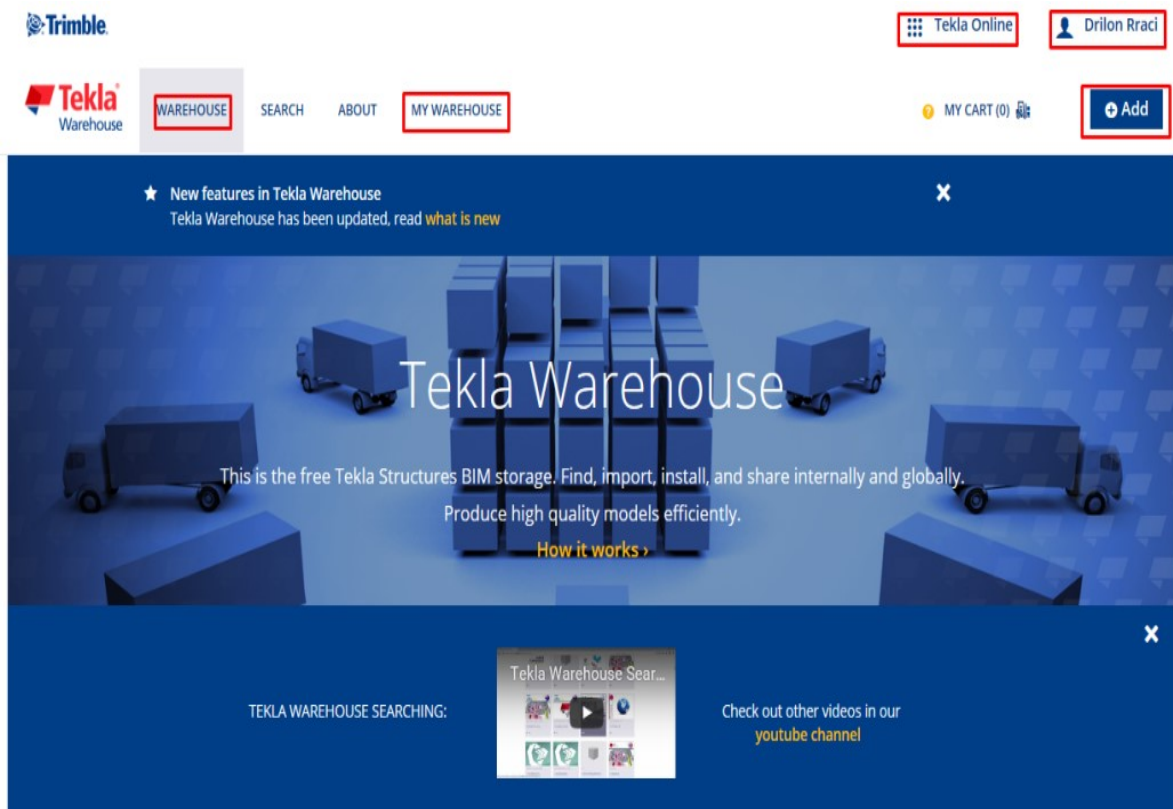 Trimble.
Tekla Online
Drilon Rraci
Tekla
Warehouse
WAREHOUSE
SEARCH
ABOUT
MY WAREHOUSE
MY CART (0)
Add
New features in Tekla Warehouse
Tekla Warehouse has been updated, read what is new
Tekla Warehouse
This is the free Tekla Structures BIM storage. Find, import, install, and share internally and globally.
Produce high quality models efficiently.
How it works ›
TEKLA WAREHOUSE SEARCHING:
Tekla Warehouse Sear...
Check out other videos in our
youtube channel